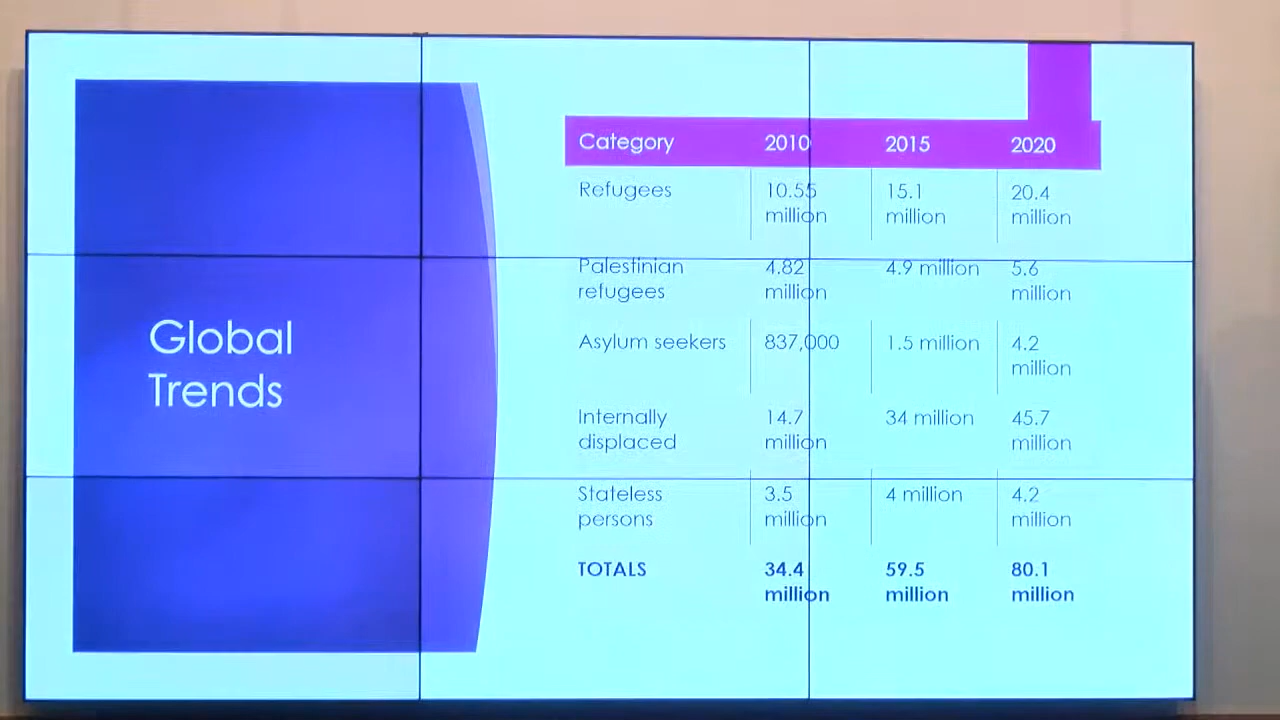 Global
Trends
Category 2010 2015 2020
Refugees 10.55 million 15.1 million 20.4 million
Palestinian refugees 4.82 million 4.9 million 5.6 million
Asylum seekers 837,000 1.5 million 4.2 million
Internally displaced 14.7 million 34 million 45.7 million
Stateless persons 3.5 million 4 million 4.2 million
TOTALS 34.4 million 59.5 million 80.1 million